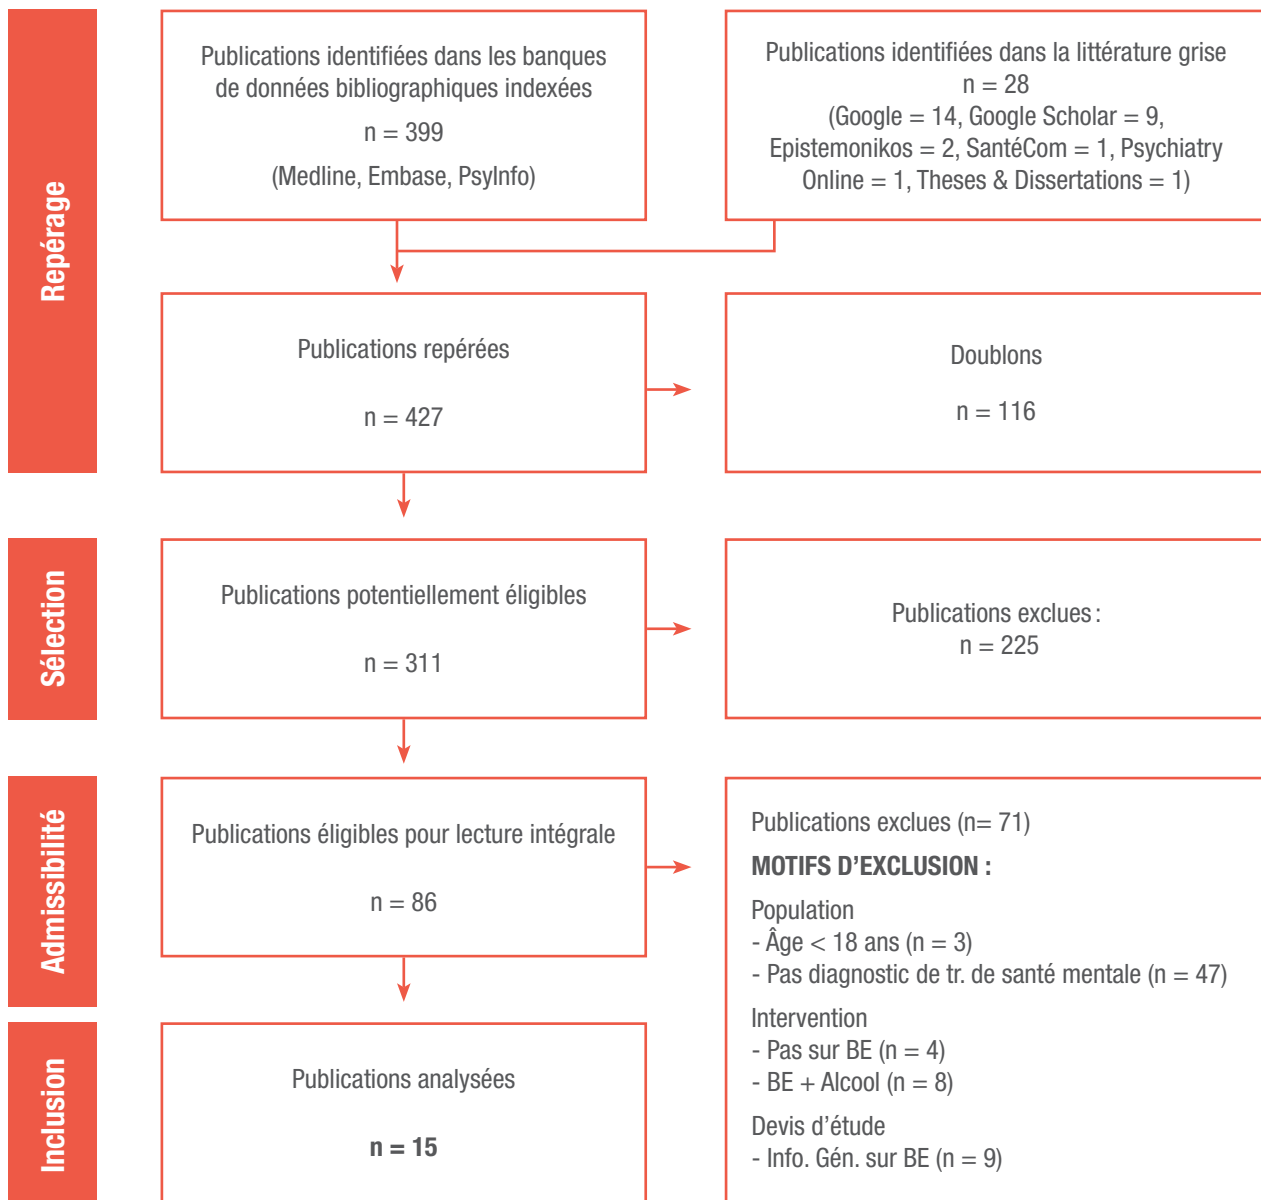 Repérage
Publications identifiées dans les banques
de données bibliographiques indexées
n = 399
(Medline, Embase, PsyInfo)
Publications identifiées dans la littérature grise
n = 28
(Google = 14, Google Scholar = 9,
Epistemonikos = 2, SantéCom = 1, Psychiatry
Online = 1, Theses & Dissertations = 1)
Publications repérées
n = 427
Doublons
n = 116
Sélection
Publications potentiellement éligibles
n = 311
Publications exclues :
n = 225
Admissibilité
Publications éligibles pour lecture intégrale
n = 86
Publications exclues (n= 71)
MOTIFS D’EXCLUSION :
Population
- Âge < 18 ans (n = 3)
- Pas diagnostic de tr. de santé mentale (n = 47)
Intervention
- Pas sur BE (n = 4)
- BE + Alcool (n = 8)
Devis d’étude
- Info. Gén. sur BE (n = 9)
Inclusion
Publications analysées
n = 15